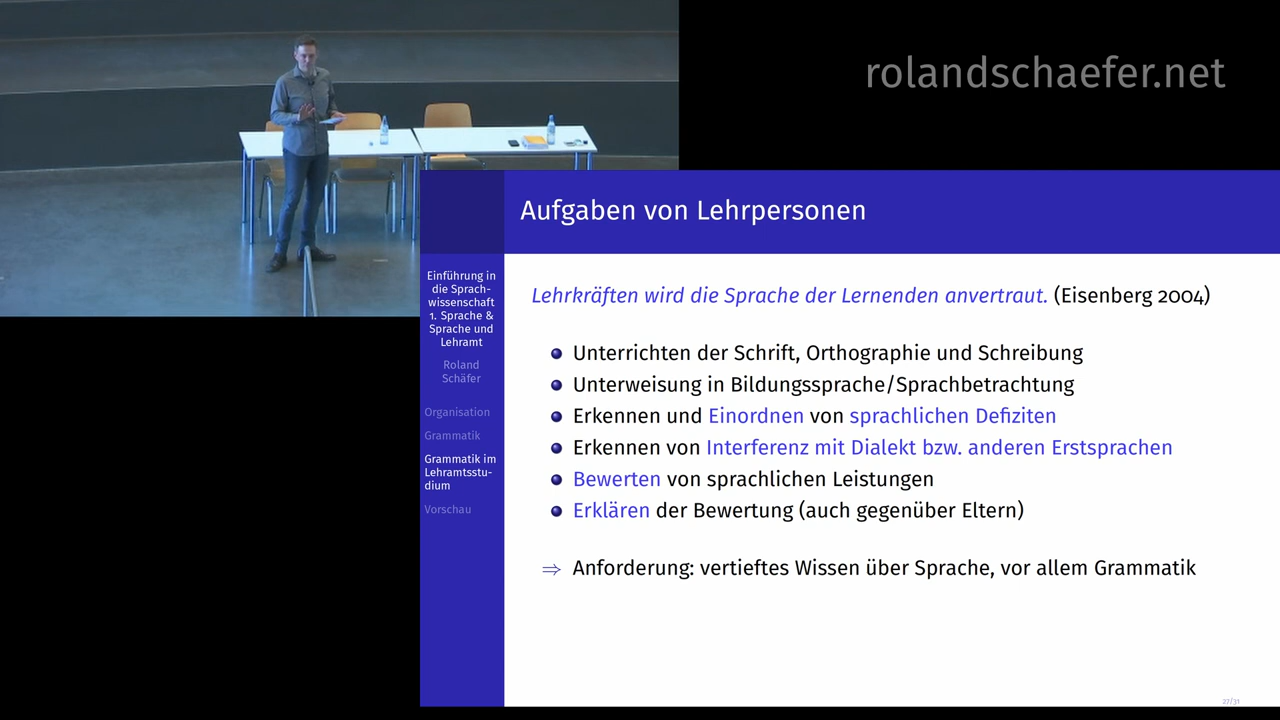 rolandschaefer.net
Aufgaben von Lehrpersonen
Einführung in
die Sprach-
wissenschaft
1. Sprache &
Sprache und
Lehramt
Roland
Schäfer
Organisation
Grammatik
Grammatik im
Lehramtsstu-
dium
Vorschau
Lehrkräften wird die Sprache der Lernenden anvertraut. (Eisenberg 2004)
Unterrichten der Schrift, Orthographie und Schreibung
Unterweisung in Bildungssprache/Sprachbetrachtung
Erkennen und Einordnen von sprachlichen Defiziten
Erkennen von Interferenz mit Dialekt bzw. anderen Erstsprachen
Bewerten von sprachlichen Leistungen
Erklären der Bewertung (auch gegenüber Eltern)
⇒ Anforderung: vertieftes Wissen über Sprache, vor allem Grammatik
27/31